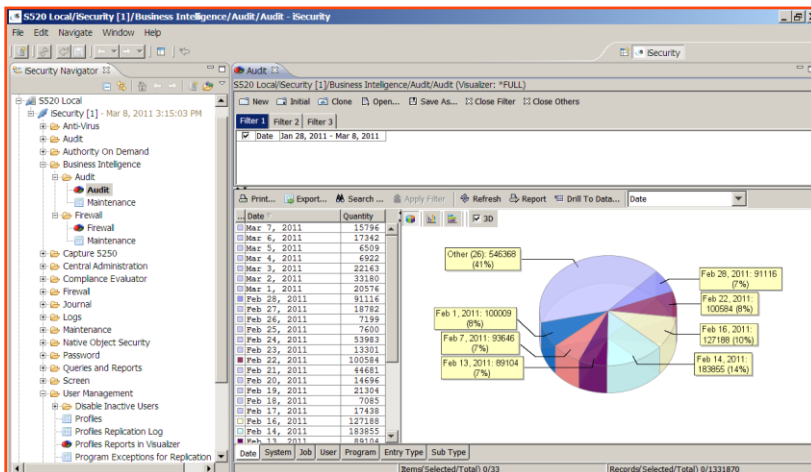 S520 Local/iSecurity [1]/Business Intelligence/Audit/Audit - iSecurity
File Edit Navigate Window Help
iSecurity
iSecurity Navigator
S520 Local
iSecurity [1] - Mar 8, 2011 3:15:03 PM
Anti-Virus
Audit
Authority On Demand
Business Intelligence
Audit
Audit
Maintenance
Firewall
Firewall
Maintenance
Capture 5250
Central Administration
Compliance Evaluator
Firewall
Journal
Logs
Maintenance
Native Object Security
Password
Queries and Reports
Screen
User Management
Disable Inactive Users
Profiles
Profiles Replication Log
Profiles Reports in Visualizer
Program Exceptions for Replication
Audit
S520 Local/iSecurity [1]/Business Intelligence/Audit/Audit (Visualizer: *FULL)
New Initial Clone Open... Save As... Close Filter Close Others
Filter 1 Filter 2 Filter 3
Date Jan 28, 2011 - Mar 8, 2011
Print... Export... Search ... Apply Filter Refresh Report Drill To Data... Date
... Date Quantity
Mar 7, 2011 15796
Mar 6, 2011 17342
Mar 5, 2011 6509
Mar 4, 2011 6922
Mar 3, 2011 22163
Mar 2, 2011 33180
Mar 1, 2011 20576
Feb 28, 2011 91116
Feb 27, 2011 18782
Feb 26, 2011 7199
Feb 25, 2011 7600
Feb 24, 2011 53983
Feb 23, 2011 13301
Feb 22, 2011 100584
Feb 21, 2011 44681
Feb 20, 2011 14696
Feb 19, 2011 21304
Feb 18, 2011 7085
Feb 17, 2011 17438
Feb 16, 2011 127188
Feb 14, 2011 183855
Feb 13, 2011 89104
3D
Other (26): 546368
(41%)
Feb 28, 2011: 91116
(7%)
Feb 22, 2011:
100584 (8%)
Feb 16, 2011:
127188 (10%)
Feb 14, 2011:
183855 (14%)
Feb 1, 2011: 100009
(8%)
Feb 7, 2011: 93646
(7%)
Feb 13, 2011: 89104
(7%)
Date System Job User Program Entry Type Sub Type
Items(Selected/Total) 0/33
Records(Selected/Total) 0/1331870